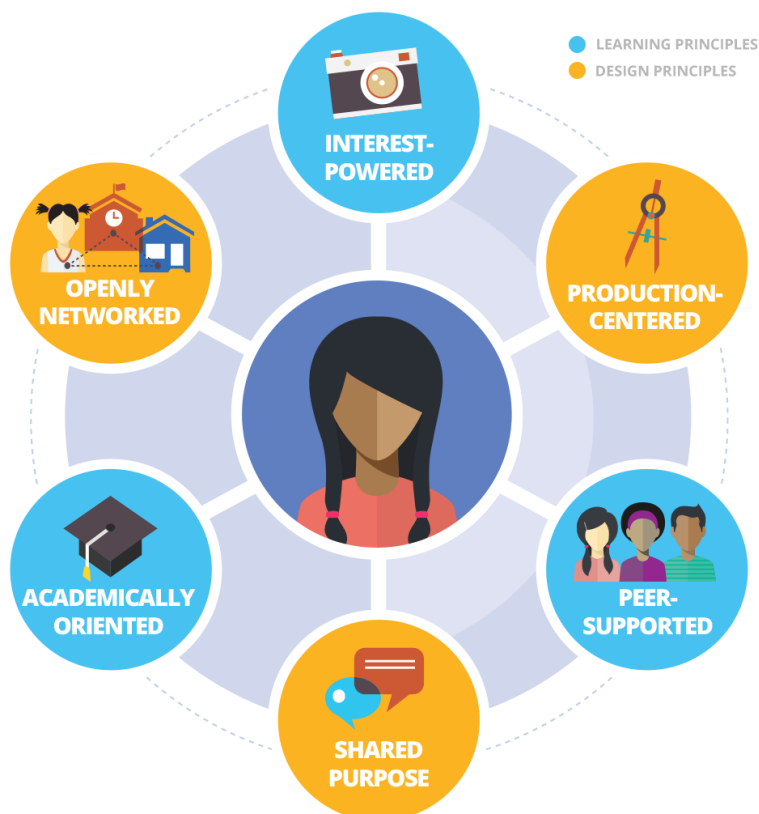 LEARNING PRINCIPLES
DESIGN PRINCIPLES
INTEREST-
POWERED
OPENLY
NETWORKED
PRODUCTION-
CENTERED
ACADEMICALLY
ORIENTED
PEER-
SUPPORTED
SHARED
PURPOSE